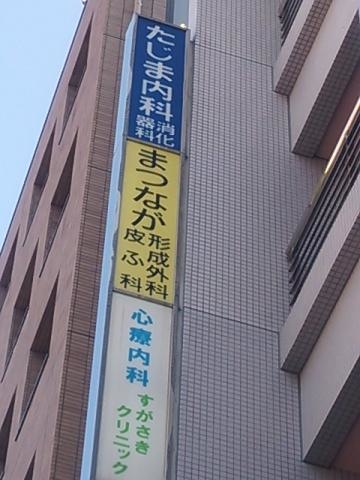 たじま内科
消化
器科
まつなが
形成外科
皮ふ科
心療内科
すがさき
クリニック